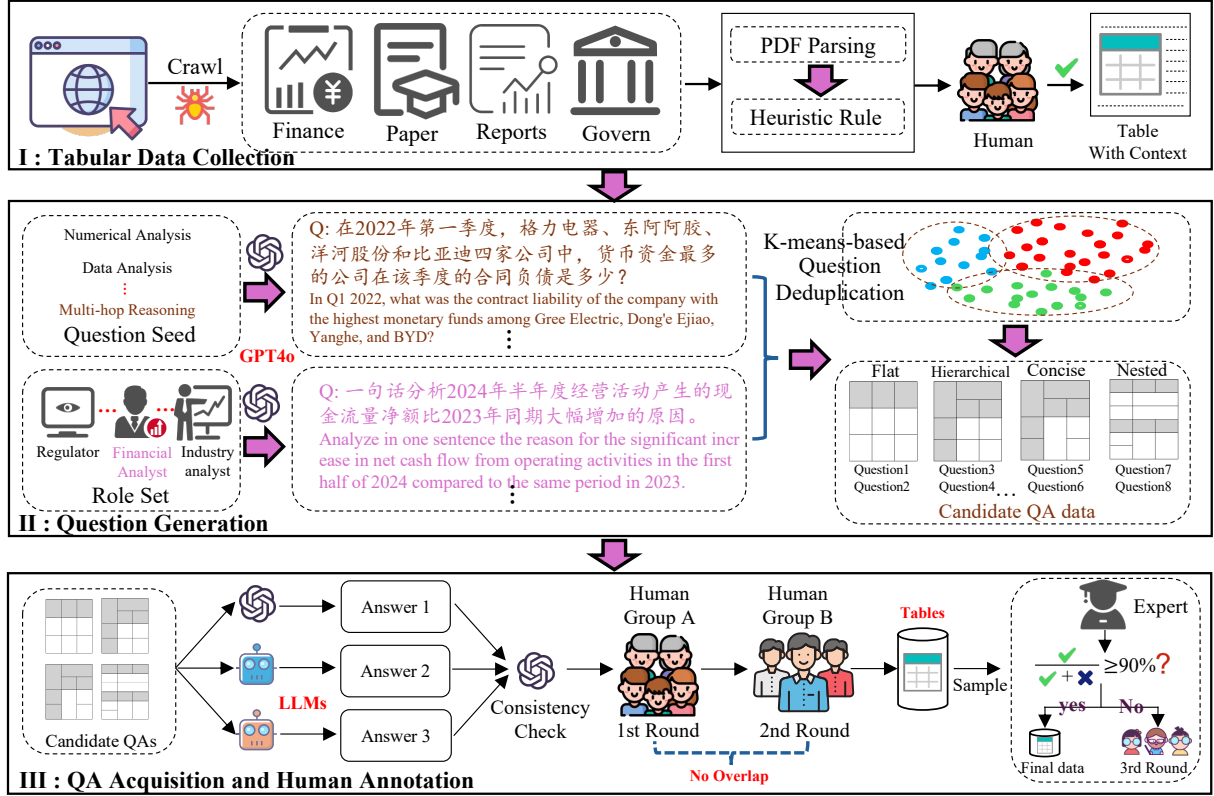 Crawl
Finance
Paper
Reports
Govern
PDF Parsing
Heuristic Rule
Human
Table
With Context
I : Tabular Data Collection
Numerical Analysis
Data Analysis
Multi-hop Reasoning
Question Seed
GPT4o
Regulator
Financial
Analyst
Industry
analyst
Role Set
Q: 在2022年第一季度，格力电器、东阿阿胶、
洋河股份和比亚迪四家公司中，货币资金最多
的公司在该季度的合同负债是多少？
In Q1 2022, what was the contract liability of the company with
the highest monetary funds among Gree Electric, Dong'e Ejiao,
Yanghe, and BYD?
Q: 一句话分析2024年半年度经营活动产生的现
金流量净额比2023年同期大幅增加的原因。
Analyze in one sentence the reason for the significant incr
ease in net cash flow from operating activities in the first
half of 2024 compared to the same period in 2023.
K-means-based
Question
Deduplication
Flat
Hierarchical
Concise
Nested
Question1
Question2
Question3
Question4
...
Question5
Question6
Question7
Question8
Candidate QA data
II : Question Generation
Candidate QAs
LLMs
Answer 1
Answer 2
Answer 3
Consistency
Check
Human
Group A
1st Round
Human
Group B
2nd Round
No Overlap
Tables
Sample
Expert
+
≥90%?
yes
No
Final data
3rd Round
III : QA Acquisition and Human Annotation